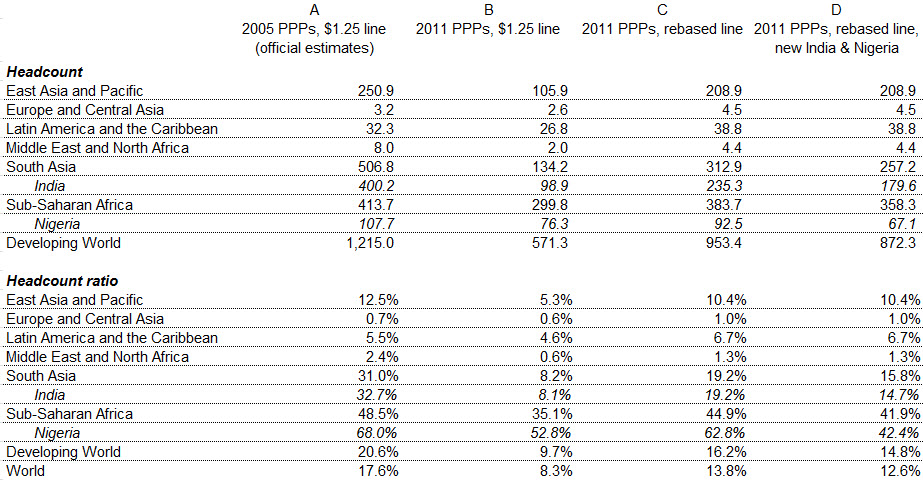 A B C D
2005 PPPs, $1.25 line 2011 PPPs, $1.25 line 2011 PPPs, rebased line 2011 PPPs, rebased line,
(official estimates) new India & Nigeria
Headcount
East Asia and Pacific 250.9 105.9 208.9 208.9
Europe and Central Asia 3.2 2.6 4.5 4.5
Latin America and the Caribbean 32.3 26.8 38.8 38.8
Middle East and North Africa 8.0 2.0 4.4 4.4
South Asia 506.8 134.2 312.9 257.2
India 400.2 98.9 235.3 179.6
Sub-Saharan Africa 413.7 299.8 383.7 358.3
Nigeria 107.7 76.3 92.5 67.1
Developing World 1,215.0 571.3 953.4 872.3
Headcount ratio
East Asia and Pacific 12.5% 5.3% 10.4% 10.4%
Europe and Central Asia 0.7% 0.6% 1.0% 1.0%
Latin America and the Caribbean 5.5% 4.6% 6.7% 6.7%
Middle East and North Africa 2.4% 0.6% 1.3% 1.3%
South Asia 31.0% 8.2% 19.2% 15.8%
India 32.7% 8.1% 19.2% 14.7%
Sub-Saharan Africa 48.5% 35.1% 44.9% 41.9%
Nigeria 68.0% 52.8% 62.8% 42.4%
Developing World 20.6% 9.7% 16.2% 14.8%
World 17.6% 8.3% 13.8% 12.6%